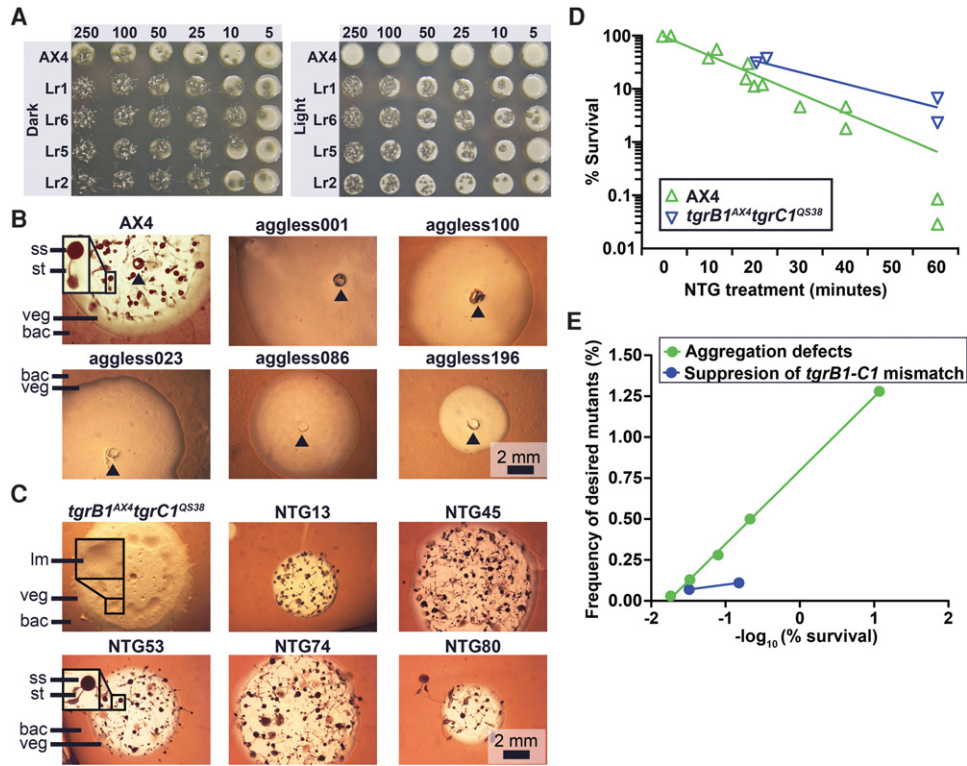 A
250 100 50 25 10 5
250 100 50 25 10 5
Dark
AX4
Lr1
Lr6
Lr5
Lr2
Light
AX4
Lr1
Lr6
Lr5
Lr2
B
AX4
aggless001
aggless100
ss
st
veg
bac
aggless023
aggless086
aggless196
bac
veg
2 mm
C
tgrB1AX4tgrC1QS38
NTG13
NTG45
lm
veg
bac
NTG53
NTG74
NTG80
ss
st
bac
veg
2 mm
D
% Survival
100
10
1
0.1
0.01
AX4
tgrB1AX4tgrC1QS38
0 10 20 30 40 60
NTG treatment (minutes)
E
Frequency of desired mutants (%)
1.50
1.25
1.00
0.75
0.50
0.25
0.00
Aggregation defects
Suppresion of tgrB1-C1 mismatch
-2 -1 0 1 2
-log10 (% survival)